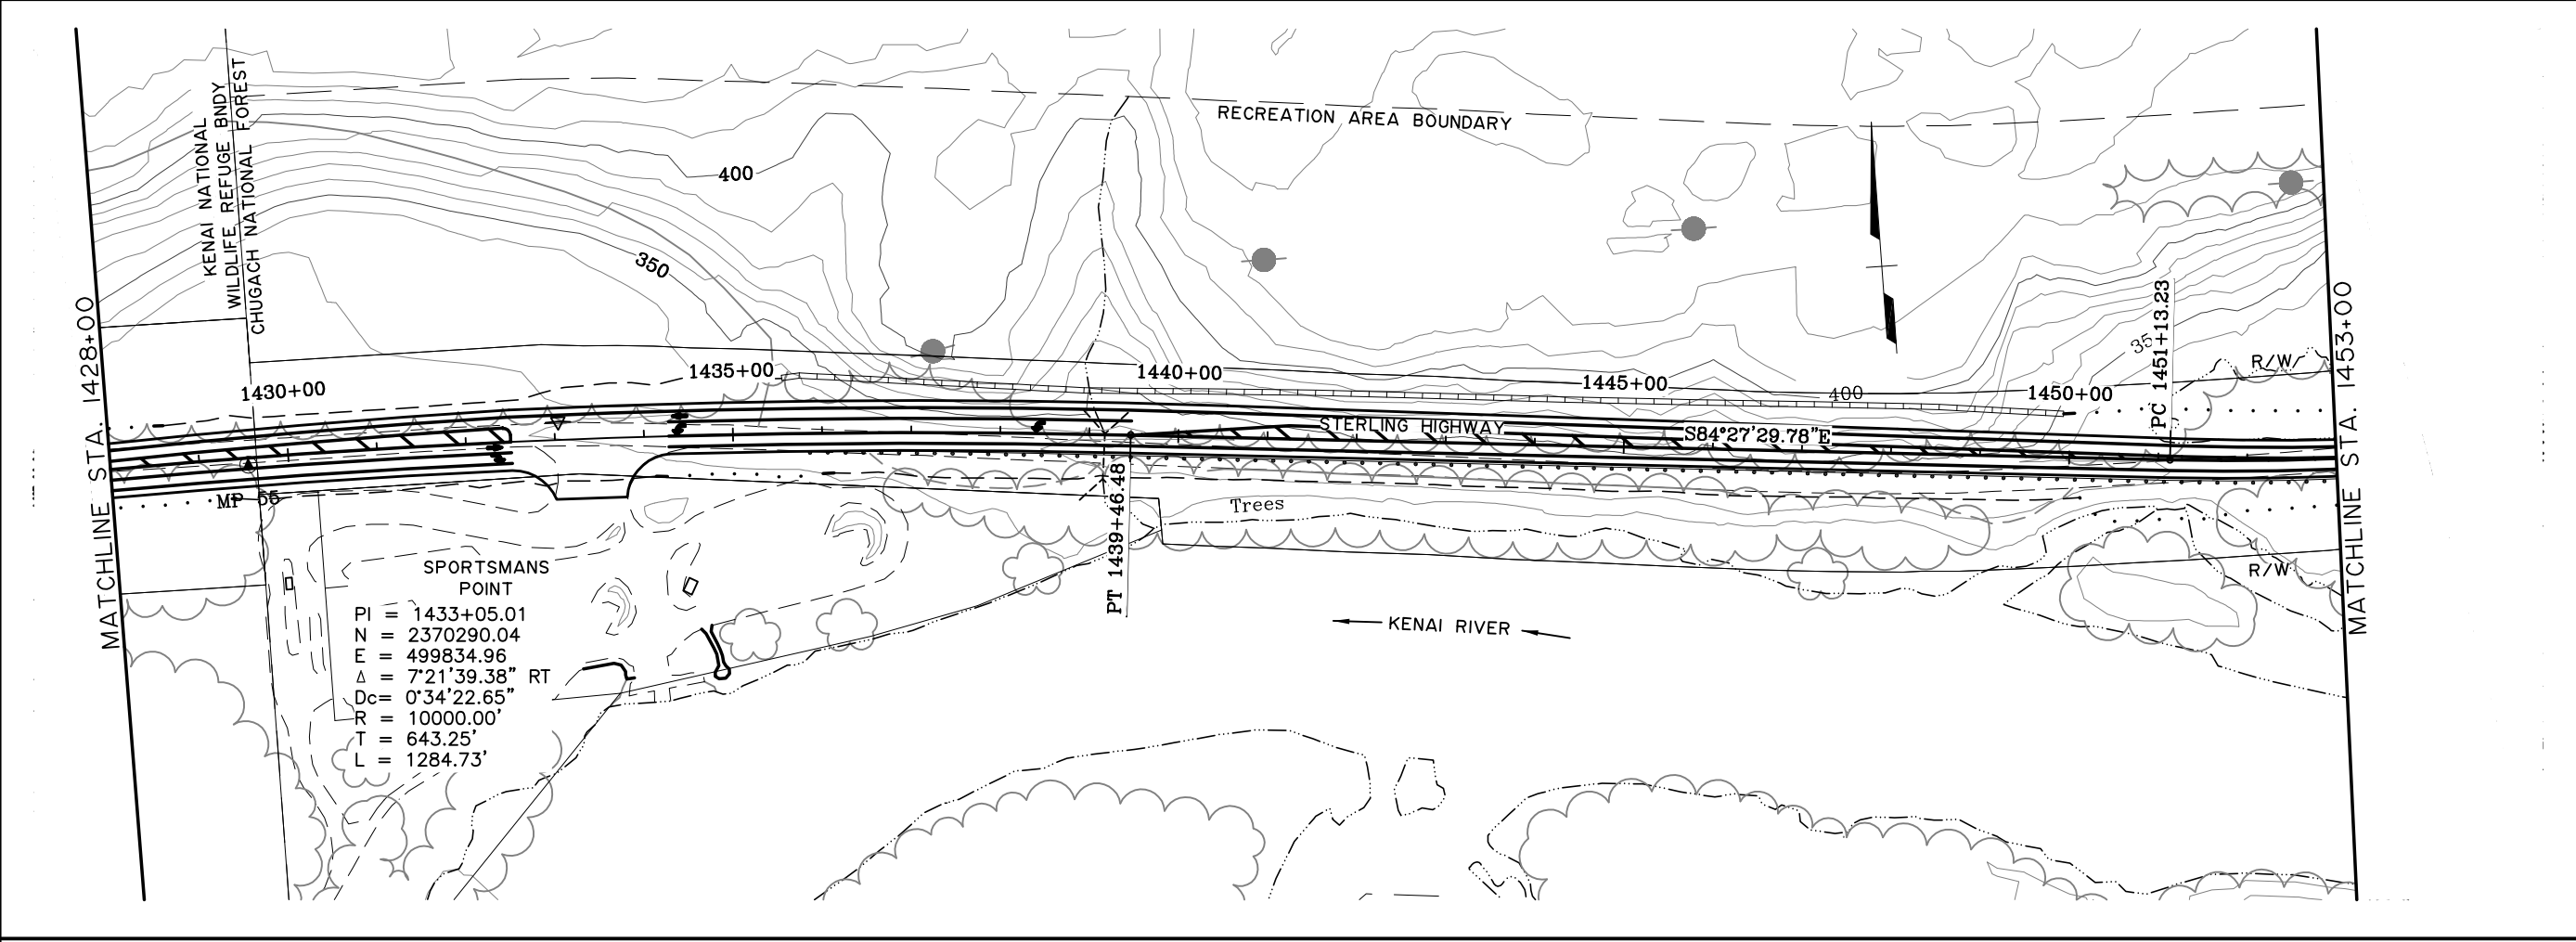 KENAI NATIONAL
WILDLIFE REFUGE BNDY
CHUGACH NATIONAL FOREST
RECREATION AREA BOUNDARY
400
350
MATCHLINE STA. 1428+00
1430+00
1435+00
1440+00
1445+00
400
1450+00
35
PC 1451+13.23
R/W
MATCHLINE STA. 1453+00
STERLING HIGHWAY
S84°27'29.78"E
MP 55
PT 1439+46.48
Trees
R/W
KENAI RIVER
SPORTSMANS
POINT
PI = 1433+05.01
N = 2370290.04
E = 499834.96
Δ = 7°21'39.38" RT
Dc= 0°34'22.65"
R = 10000.00'
T = 643.25'
L = 1284.73'